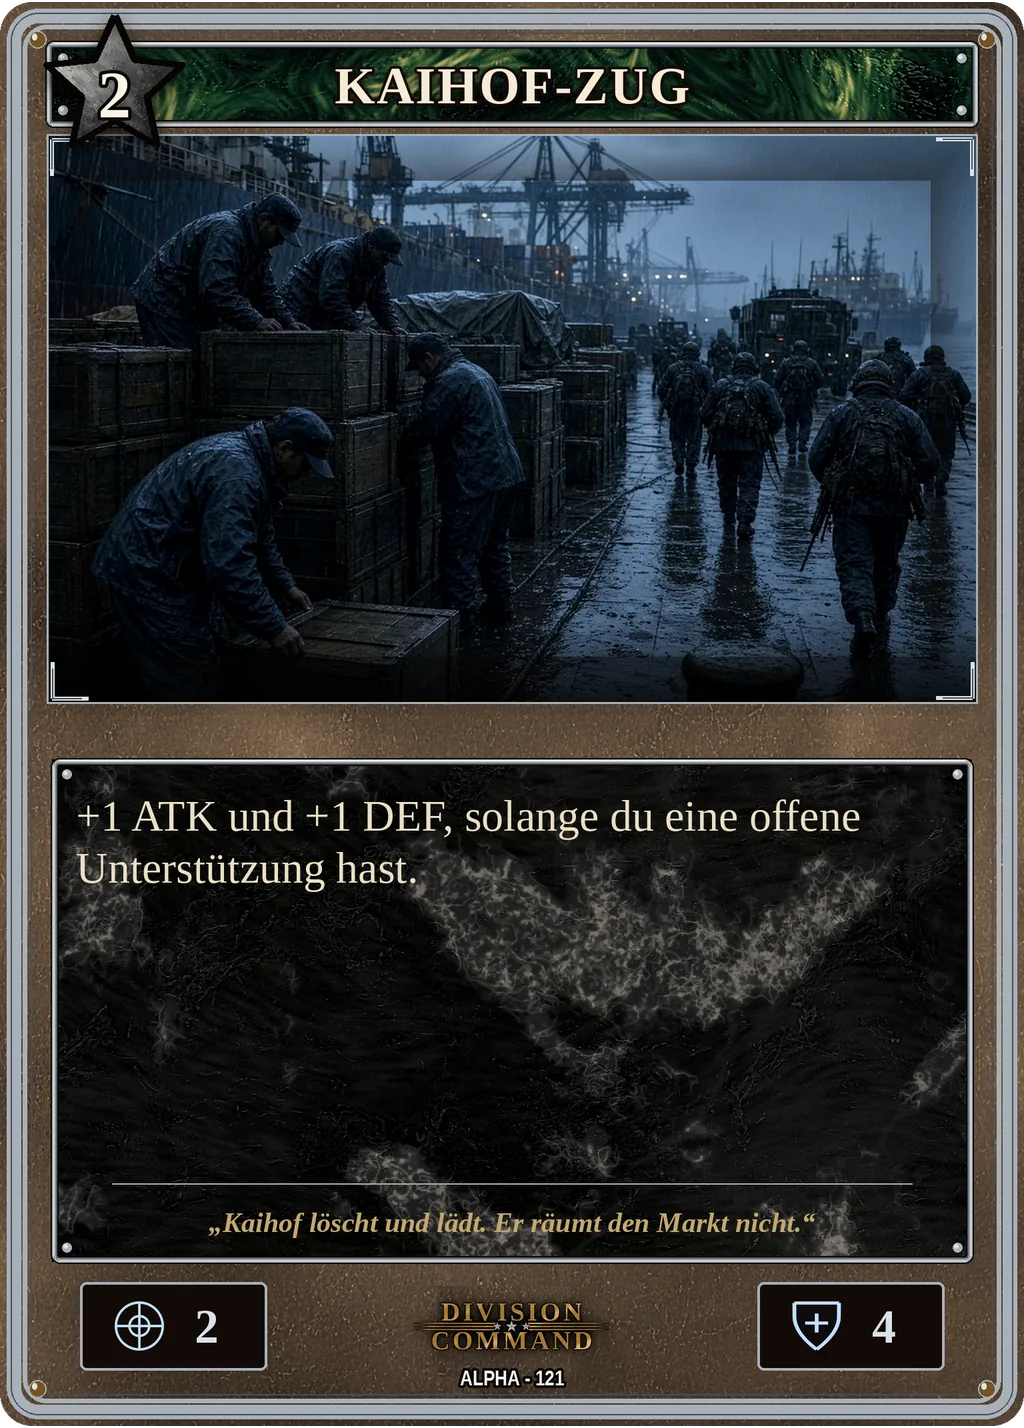 2
KAIHOF-ZUG
+1 ATK und +1 DEF, solange du eine offene
Unterstützung hast.
„Kaihof löscht und lädt. Er räumt den Markt nicht.“
2
DIVISION
COMMAND
4
ALPHA - 121